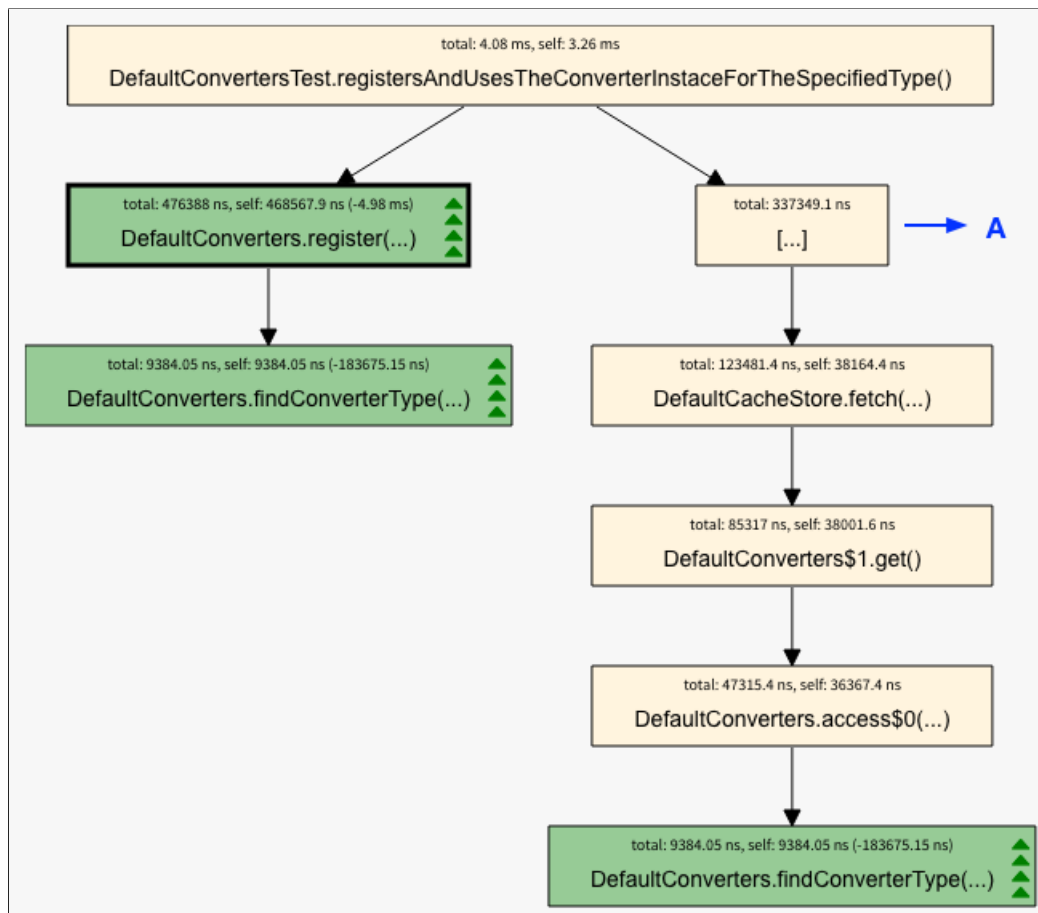 total: 4.08 ms, self: 3.26 ms
DefaultConvertersTest.registersAndUsesTheConverterInstaceForTheSpecifiedType()
total: 476388 ns, self: 468567.9 ns (-4.98 ms)
DefaultConverters.register(...)
total: 337349.1 ns
[...]
A
total: 9384.05 ns, self: 9384.05 ns (-183675.15 ns)
DefaultConverters.findConverterType(...)
total: 123481.4 ns, self: 38164.4 ns
DefaultCacheStore.fetch(...)
total: 85317 ns, self: 38001.6 ns
DefaultConverters$1.get()
total: 47315.4 ns, self: 36367.4 ns
DefaultConverters.access$0(...)
total: 9384.05 ns, self: 9384.05 ns (-183675.15 ns)
DefaultConverters.findConverterType(...)